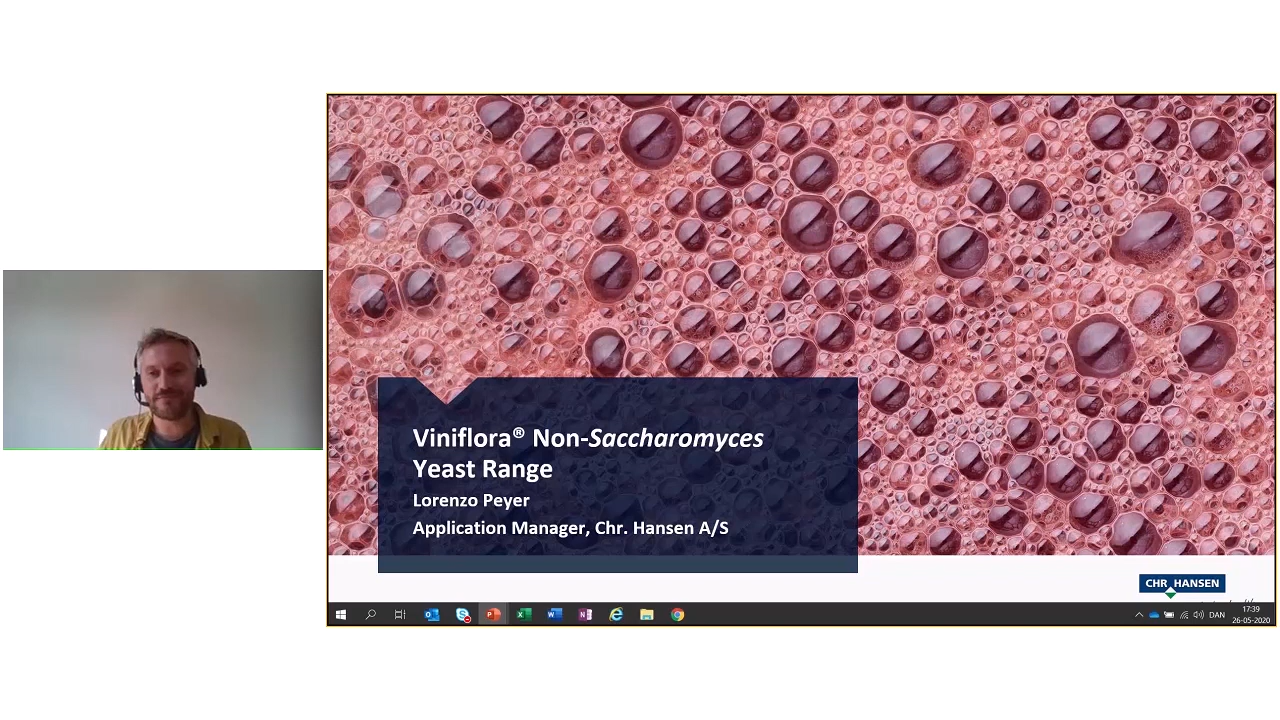 Viniflora® Non-Saccharomyces
Yeast Range
Lorenzo Peyer
Application Manager, Chr. Hansen A/S
CHR HANSEN
DAN
17:39
26-05-2020